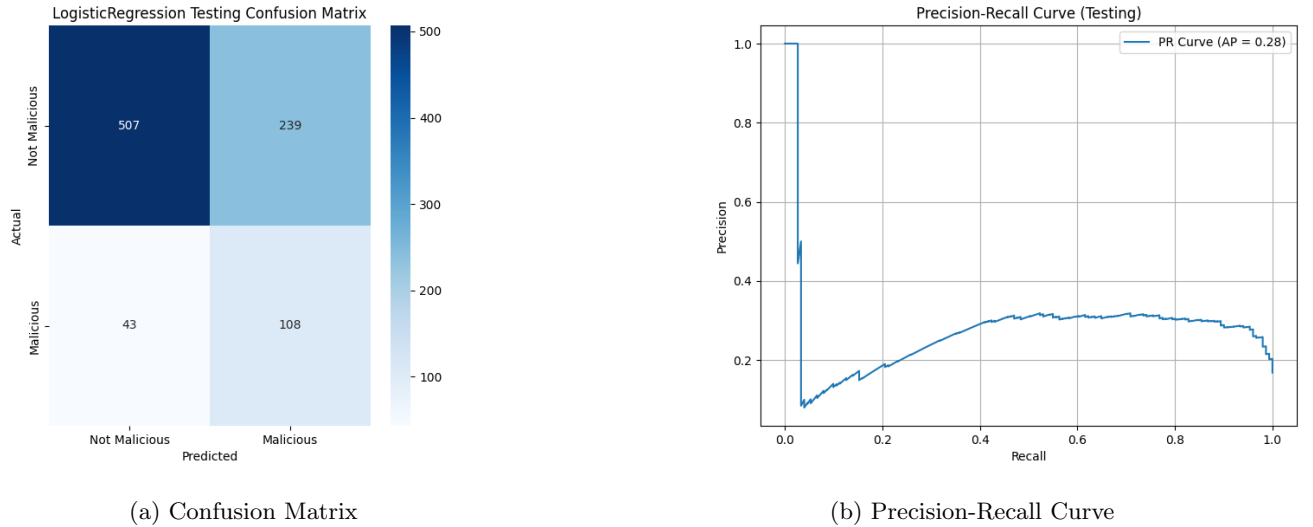 LogisticRegression Testing Confusion Matrix
Not Malicious
Malicious
Actual
507
239
43
108
Not Malicious
Malicious
Predicted
500
400
300
200
100
(a) Confusion Matrix
Precision-Recall Curve (Testing)
PR Curve (AP = 0.28)
Precision
1.0
0.8
0.6
0.4
0.2
0.0
0.2
0.4
0.6
0.8
1.0
Recall
(b) Precision-Recall Curve